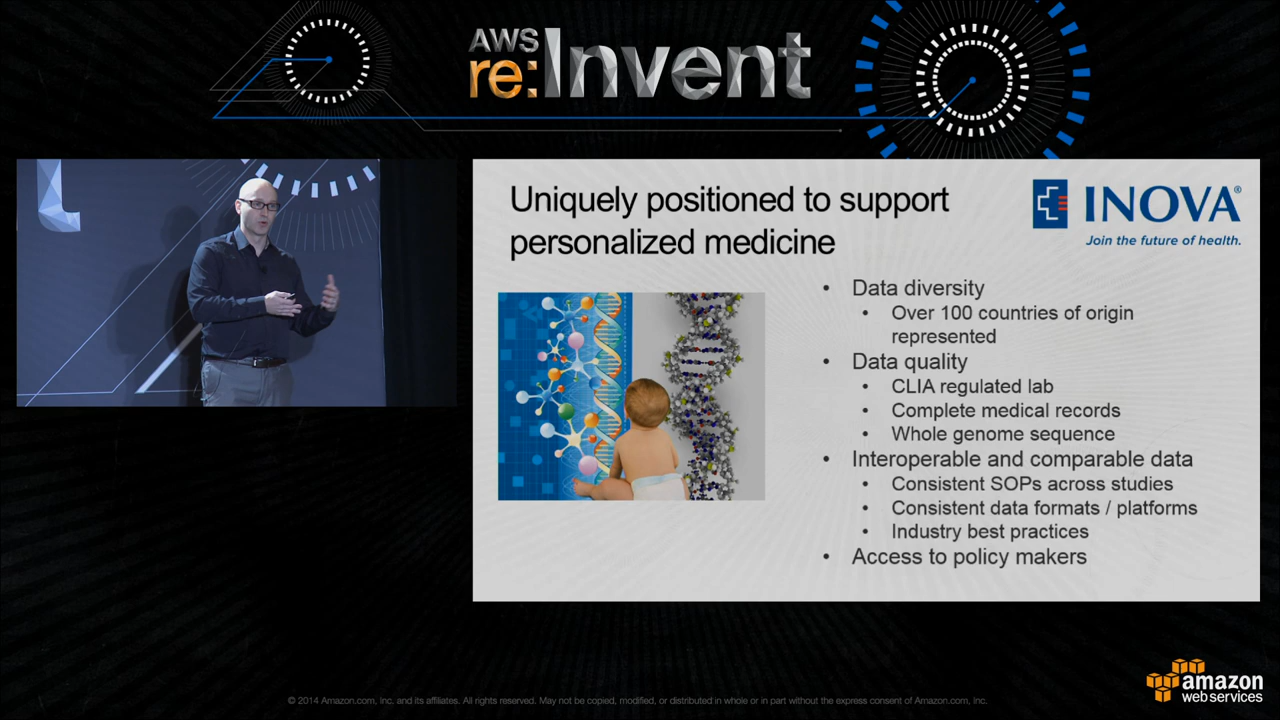 AWS
re:Invent
Uniquely positioned to support
personalized medicine
INOVA®
Join the future of health.
• Data diversity
• Over 100 countries of origin
represented
• Data quality
• CLIA regulated lab
• Complete medical records
• Whole genome sequence
• Interoperable and comparable data
• Consistent SOPs across studies
• Consistent data formats / platforms
• Industry best practices
• Access to policy makers
© 2014 Amazon.com, Inc. and its affiliates. All rights reserved. May not be copied, modified, or distributed in whole or in part without the express consent of Amazon.com, Inc.
amazon
web services